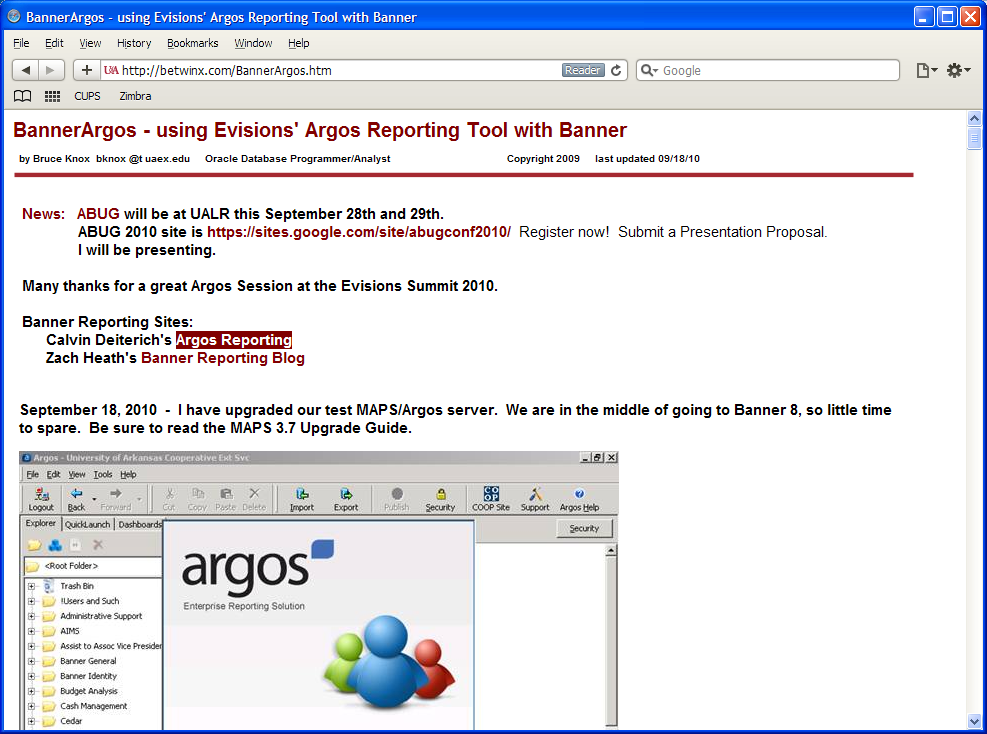 BannerArgos - using Evisions' Argos Reporting Tool with Banner
File Edit View History Bookmarks Window Help
UA http://betwinx.com/BannerArgos.htm Reader Google
CUPS Zimbra
BannerArgos - using Evisions' Argos Reporting Tool with Banner
by Bruce Knox bknox @t uaex.edu Oracle Database Programmer/Analyst Copyright 2009 last updated 09/18/10
News: ABUG will be at UALR this September 28th and 29th.
ABUG 2010 site is https://sites.google.com/site/abugconf2010/ Register now! Submit a Presentation Proposal.
I will be presenting.
Many thanks for a great Argos Session at the Evisions Summit 2010.
Banner Reporting Sites:
Calvin Deiterich's Argos Reporting
Zach Heath's Banner Reporting Blog
September 18, 2010 - I have upgraded our test MAPS/Argos server. We are in the middle of going to Banner 8, so little time
to spare. Be sure to read the MAPS 3.7 Upgrade Guide.
Argos - University of Arkansas Cooperative Ext Svc
File Edit View Tools Help
CO OP
Logout Back Forward Cut Copy Paste Delete Import Export Publish Security COOP Site Support Argos Help
Explorer QuickLaunch Dashboards Security
<Root Folder>
Trash Bin
!Users and Such
Administrative Support
AIMS
Assist to Assoc Vice Presider
Banner General
Banner Identity
Budget Analysis
Cash Management
Cedar
argos
Enterprise Reporting Solution